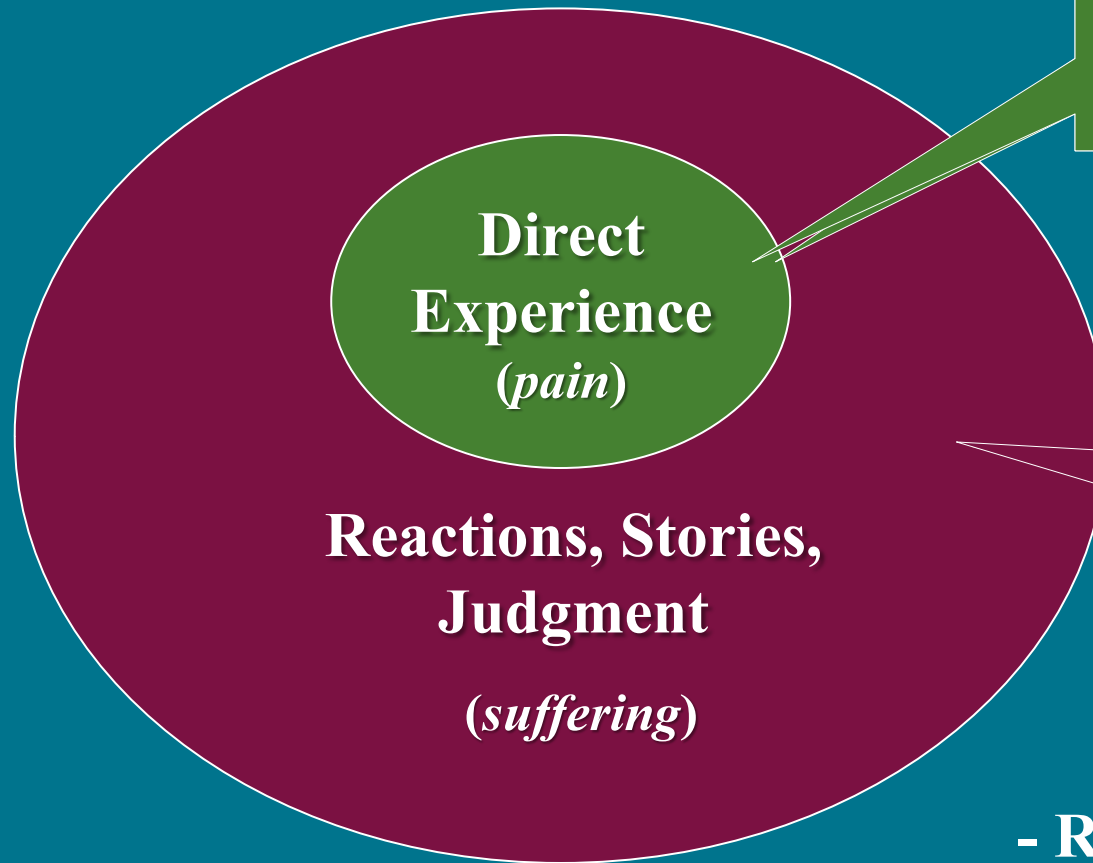 Direct
Experience
(pain)
Reactions, Stories,
Judgment
(suffering)
- R